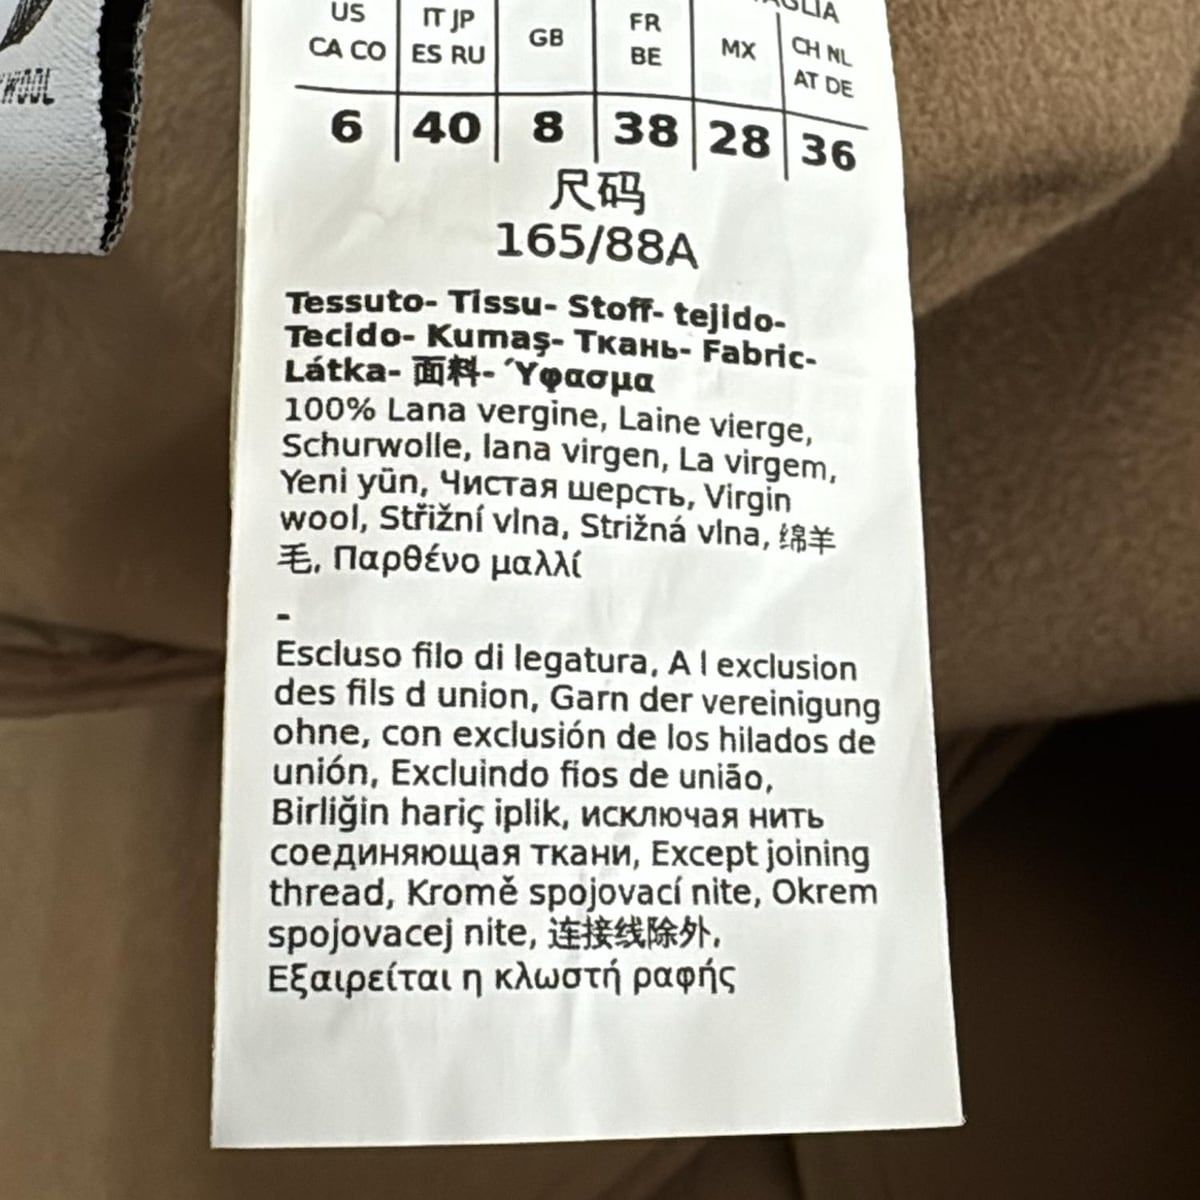 WOOL
US
CA CO
IT JP
ES RU
GB
FR
BE
MX
CH NL
AT DE
6 40 8 38 28 36
尺码
165/88A
Tessuto- Tissu- Stoff- tejido-
Tecido- Kumaş- Ткань- Fabric-
Látka- 面料- Ύφασμα
100% Lana vergine, Laine vierge,
Schurwolle, lana virgen, La virgem,
Yeni yün, Чистая шерсть, Virgin
wool, Střižní vlna, Strižná vlna, 绵羊
毛, Παρθένο μαλλί
-
Escluso filo di legatura, A l exclusion
des fils d union, Garn der vereinigung
ohne, con exclusión de los hilados de
unión, Excluindo fios de união,
Birliğin hariç iplik, исключая нить
соединяющая ткани, Except joining
thread, Kromě spojovací nite, Okrem
spojovacej nite, 连接线除外,
Εξαιρείται η κλωστή ραφής